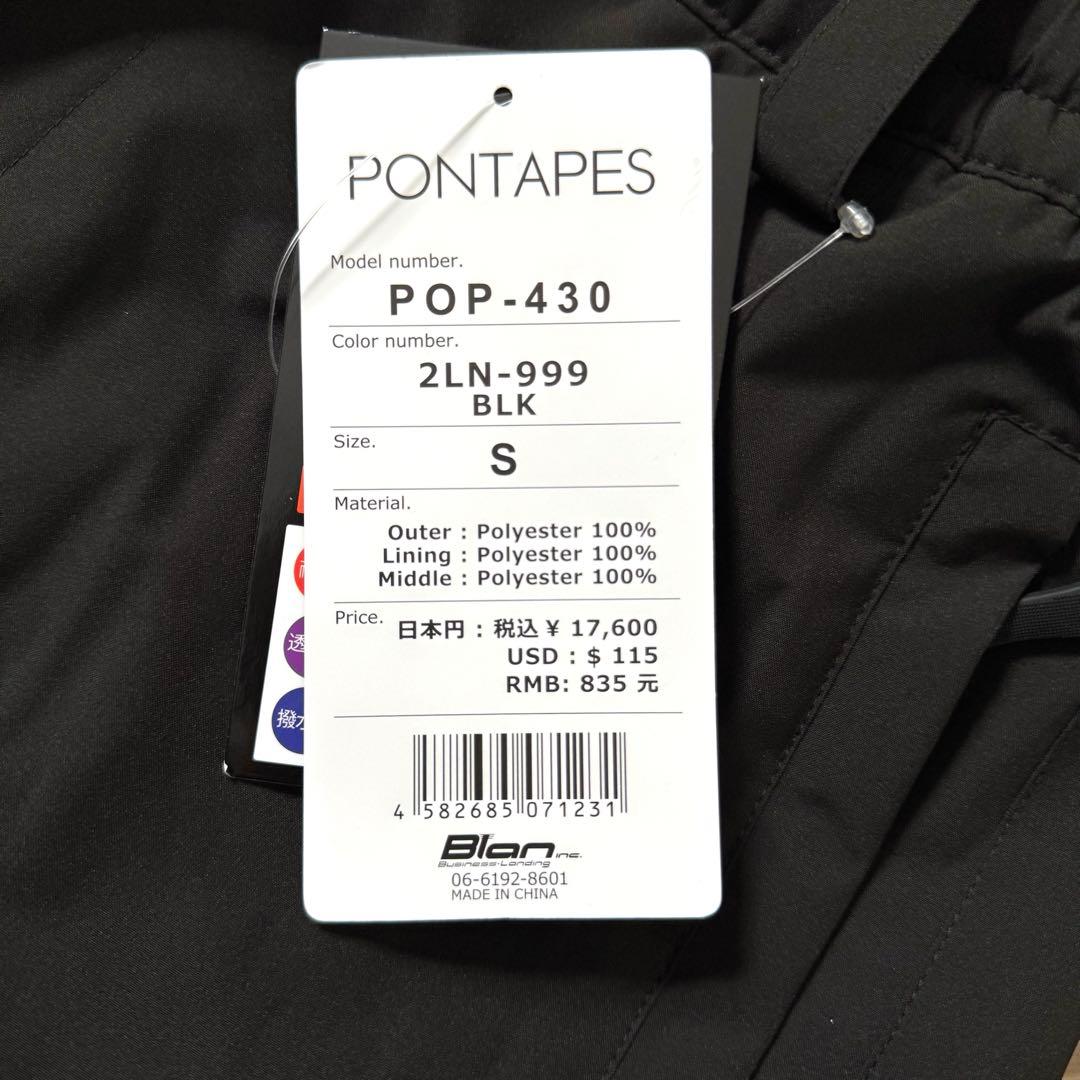 PONTAPES
Model number.
POP-430
Color number.
2LN-999
BLK
Size.
S
Material.
Outer : Polyester 100%
Lining : Polyester 100%
Middle : Polyester 100%
Price.
日本円 : 税込 ¥ 17,600
USD : $ 115
RMB: 835 元
4 582685 071231
Blan inc.
Business・Landing
06-6192-8601
MADE IN CHINA
透
撥水